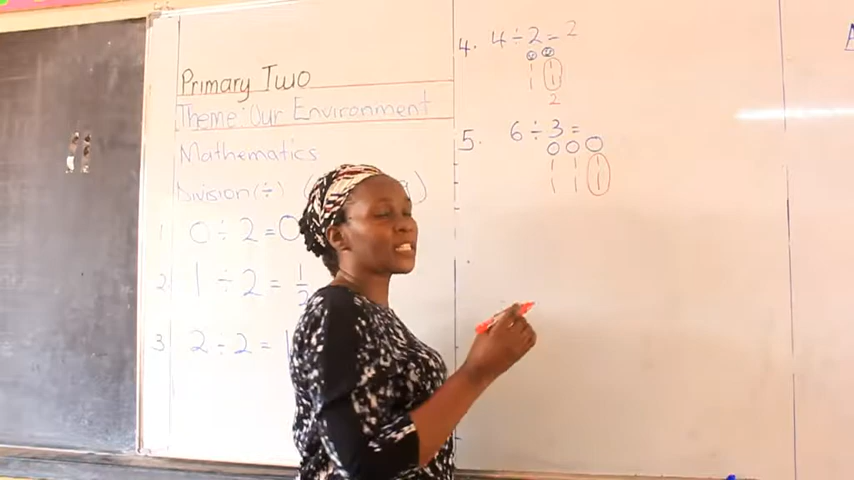 Primary Two
Theme: Our Environment
Mathematics
Division (÷)
1 0 ÷ 2 = 0
2. 1 ÷ 2 = 1/2
3 2 ÷ 2 = 1
4. 4 ÷ 2 = 2
2
5. 6 ÷ 3 =